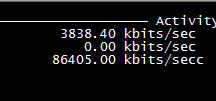 Activity
3838.40 kbits/sec
0.00 kbits/sec
86405.00 kbits/secc